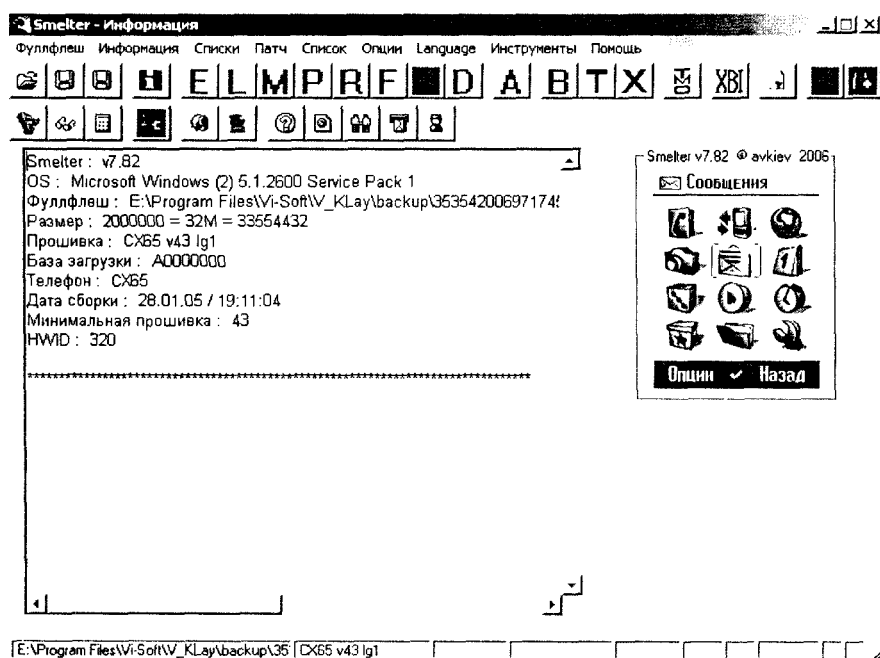 Smelter - Информация
Фуллфлеш Информация Списки Патч Список Опции Language Инструменты Помощь
E L M P R F D A B T X XBI
Smelter : v7.82
OS : Microsoft Windows (2) 5.1.2600 Service Pack 1
Фуллфлеш : E:\Program Files\Vi-Soft\V_KLay\backup\35354200697174
Размер : 2000000 = 32M = 33554432
Прошивка : CX65 v43 lg1
База загрузки : A0000000
Телефон : CX65
Дата сборки : 28.01.05 / 19:11:04
Минимальная прошивка : 43
HWID : 320
Smelter v7.82 © avkiev 2006
Сообщения
Опции Назад
E:\Program Files\Vi-Soft\V_KLay\backup\35 CX65 v43 lg1